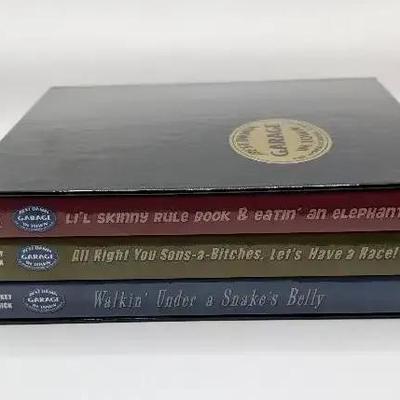 BEST DAMN
GARAGE
IN TOWN
BEST DAMN
GARAGE
IN TOWN
LI'L SKINNY RULE BOOK & EATIN' AN ELEPHANT
BEST DAMN
GARAGE
IN TOWN
All Right You Sons-a-Bitches, Let's Have a Race!
BEST DAMN
GARAGE
IN TOWN
Walkin' Under a Snake's Belly